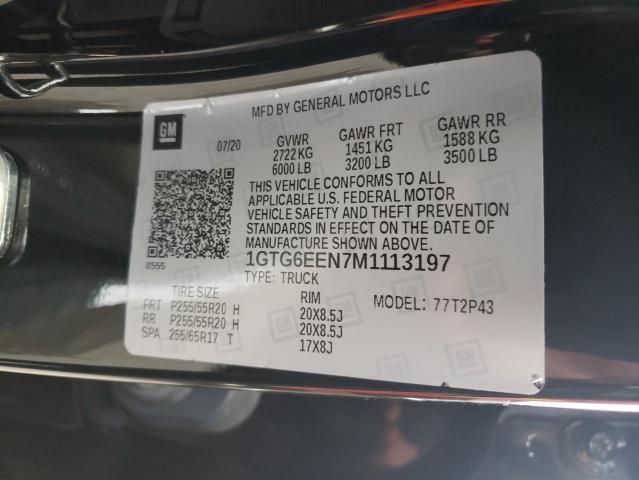 MFD BY GENERAL MOTORS LLC
GM
07/20 GVWR GAWR FRT GAWR RR
2722 KG 1451 KG 1588 KG
6000 LB 3200 LB 3500 LB
THIS VEHICLE CONFORMS TO ALL
APPLICABLE U.S. FEDERAL MOTOR
VEHICLE SAFETY AND THEFT PREVENTION
STANDARDS IN EFFECT ON THE DATE OF
MANUFACTURE SHOWN ABOVE.
8555
1GTG6EEN7M1113197
TYPE: TRUCK
TIRE SIZE RIM MODEL: 77T2P43
FRT P255/55R20 H 20X8.5J
RR P255/55R20 H 20X8.5J
SPA 255/65R17 T 17X8J